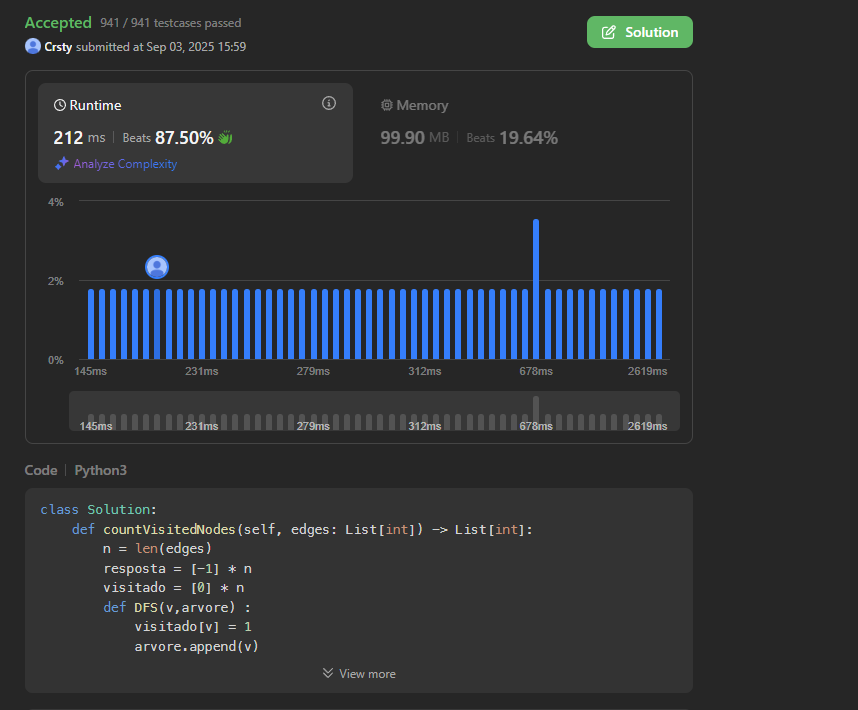 Accepted 941 / 941 testcases passed
Solution
Crsty submitted at Sep 03, 2025 15:59
Runtime
Memory
212 ms | Beats 87.50%
99.90 MB | Beats 19.64%
Analyze Complexity
4%
2%
0%
145ms 231ms 279ms 312ms 678ms 2619ms
145ms 231ms 279ms 312ms 678ms 2619ms
Code | Python3
class Solution:
    def countVisitedNodes(self, edges: List[int]) -> List[int]:
        n = len(edges)
        resposta = [-1] * n
        visitado = [0] * n
        def DFS(v,arvore) :
            visitado[v] = 1
            arvore.append(v)
View more